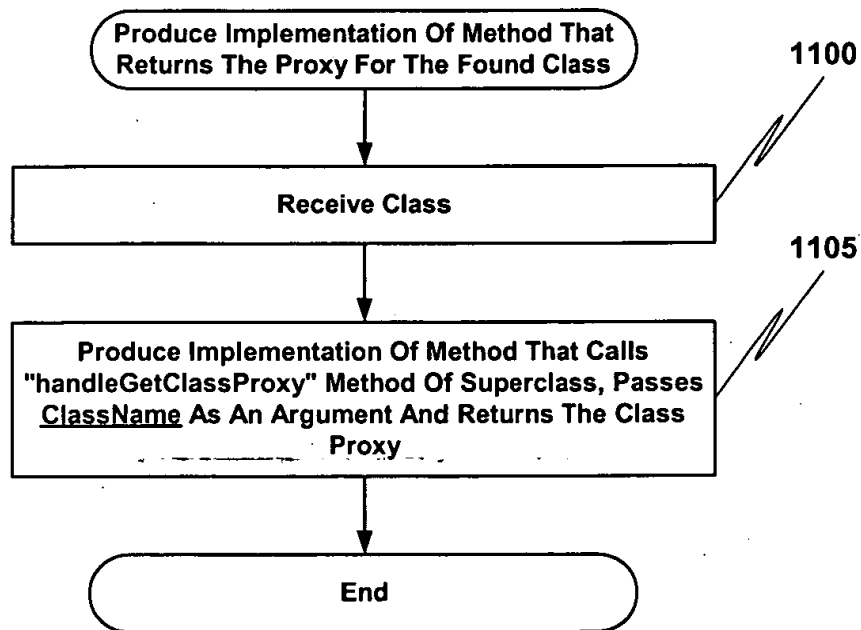 Produce Implementation Of Method That
Returns The Proxy For The Found Class
1100
Receive Class
1105
Produce Implementation Of Method That Calls
"handleGetClassProxy" Method Of Superclass, Passes
ClassName As An Argument And Returns The Class
Proxy
End